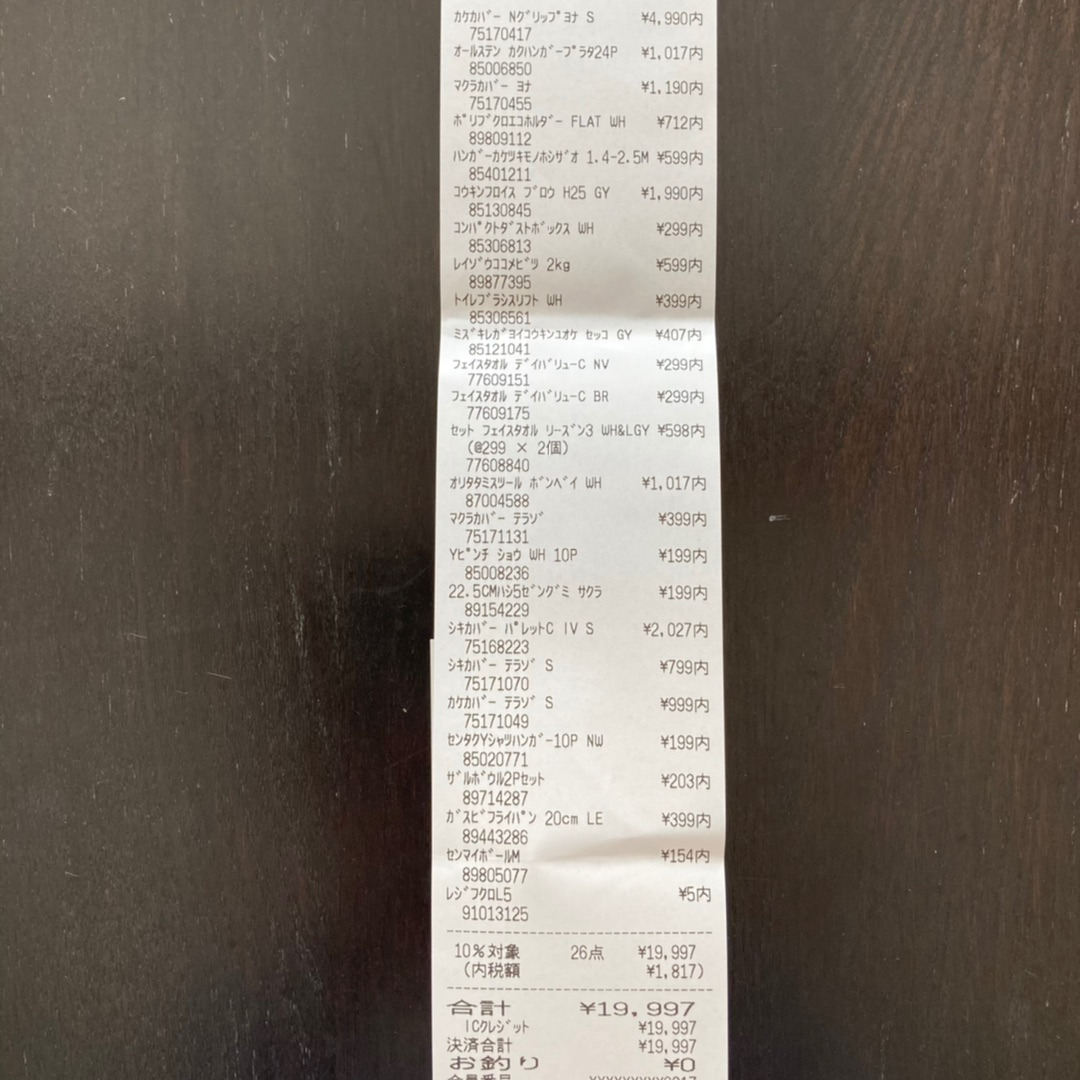 カケカバー Nグリップヨナ S ¥4,990内
75170417
オールステン カクハンガープラタ24P ¥1,017内
85006850
マクラカバー ヨナ ¥1,190内
75170455
ポリブクロエコホルダー FLAT WH ¥712内
89809112
ハンガーカケツキモノホシザオ 1.4-2.5M ¥599内
85401211
コウキンフロイス ブロウ H25 GY ¥1,990内
85130845
コンパクトダストボックス WH ¥299内
85306813
レイゾウココメビツ 2kg ¥599内
89877395
トイレブラシスリフト WH ¥399内
85306561
ミズキレガヨイコウキンユオケ セッコ GY ¥407内
85121041
フェイスタオル デイバリュ-C NV ¥299内
77609151
フェイスタオル デイバリュ-C BR ¥299内
77609175
セット フェイスタオル リーズン3 WH&LGY ¥598内
(@299 × 2個)
77608840
オリタタミスツール ボンベイ WH ¥1,017内
87004588
マクラカバー テラゾ ¥399内
75171131
Yピンチ ショウ WH 10P ¥199内
85008236
22.5CMハシ5ゼングミ サクラ ¥199内
89154229
シキカバー パレットC IV S ¥2,027内
75168223
シキカバー テラゾ S ¥799内
75171070
カケカバー テラゾ S ¥999内
75171049
センタクYシャツハンガー10P NW ¥199内
85020771
ザルボウル2Pセット ¥203内
89714287
ガスビフライパン 20cm LE ¥399内
89443286
センマイボールM ¥154内
89805077
レジフクロL5 ¥5内
91013125
10%対象 26点 ¥19,997
(内税額 ¥1,817)
合計 ¥19,997
ICクレジット ¥19,997
決済合計 ¥19,997
お釣り ¥0